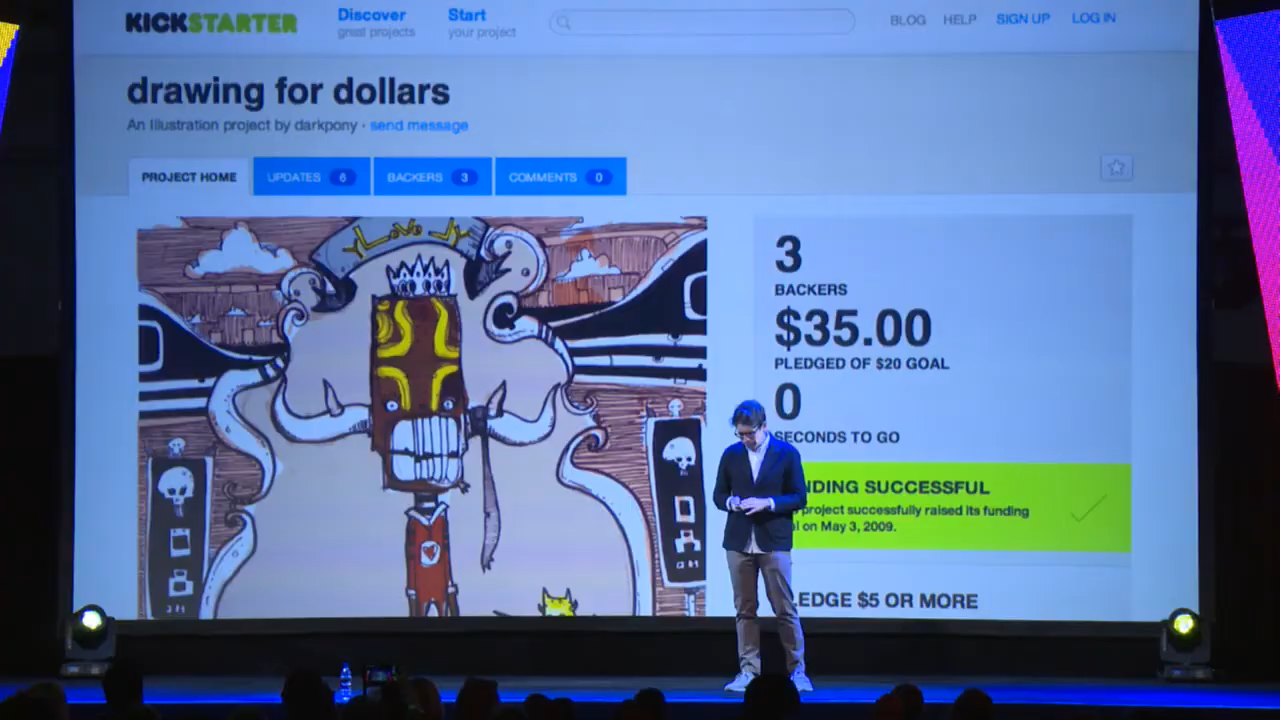 KICKSTARTER
Discover
great projects
Start
your project
BLOG HELP SIGN UP LOG IN
drawing for dollars
An Illustration project by darkpony · send message
PROJECT HOME
UPDATES 6
BACKERS 3
COMMENTS 0
3
BACKERS
$35.00
PLEDGED OF $20 GOAL
0
SECONDS TO GO
NDING SUCCESSFUL
project successfully raised its funding
al on May 3, 2009.
EDGE $5 OR MORE